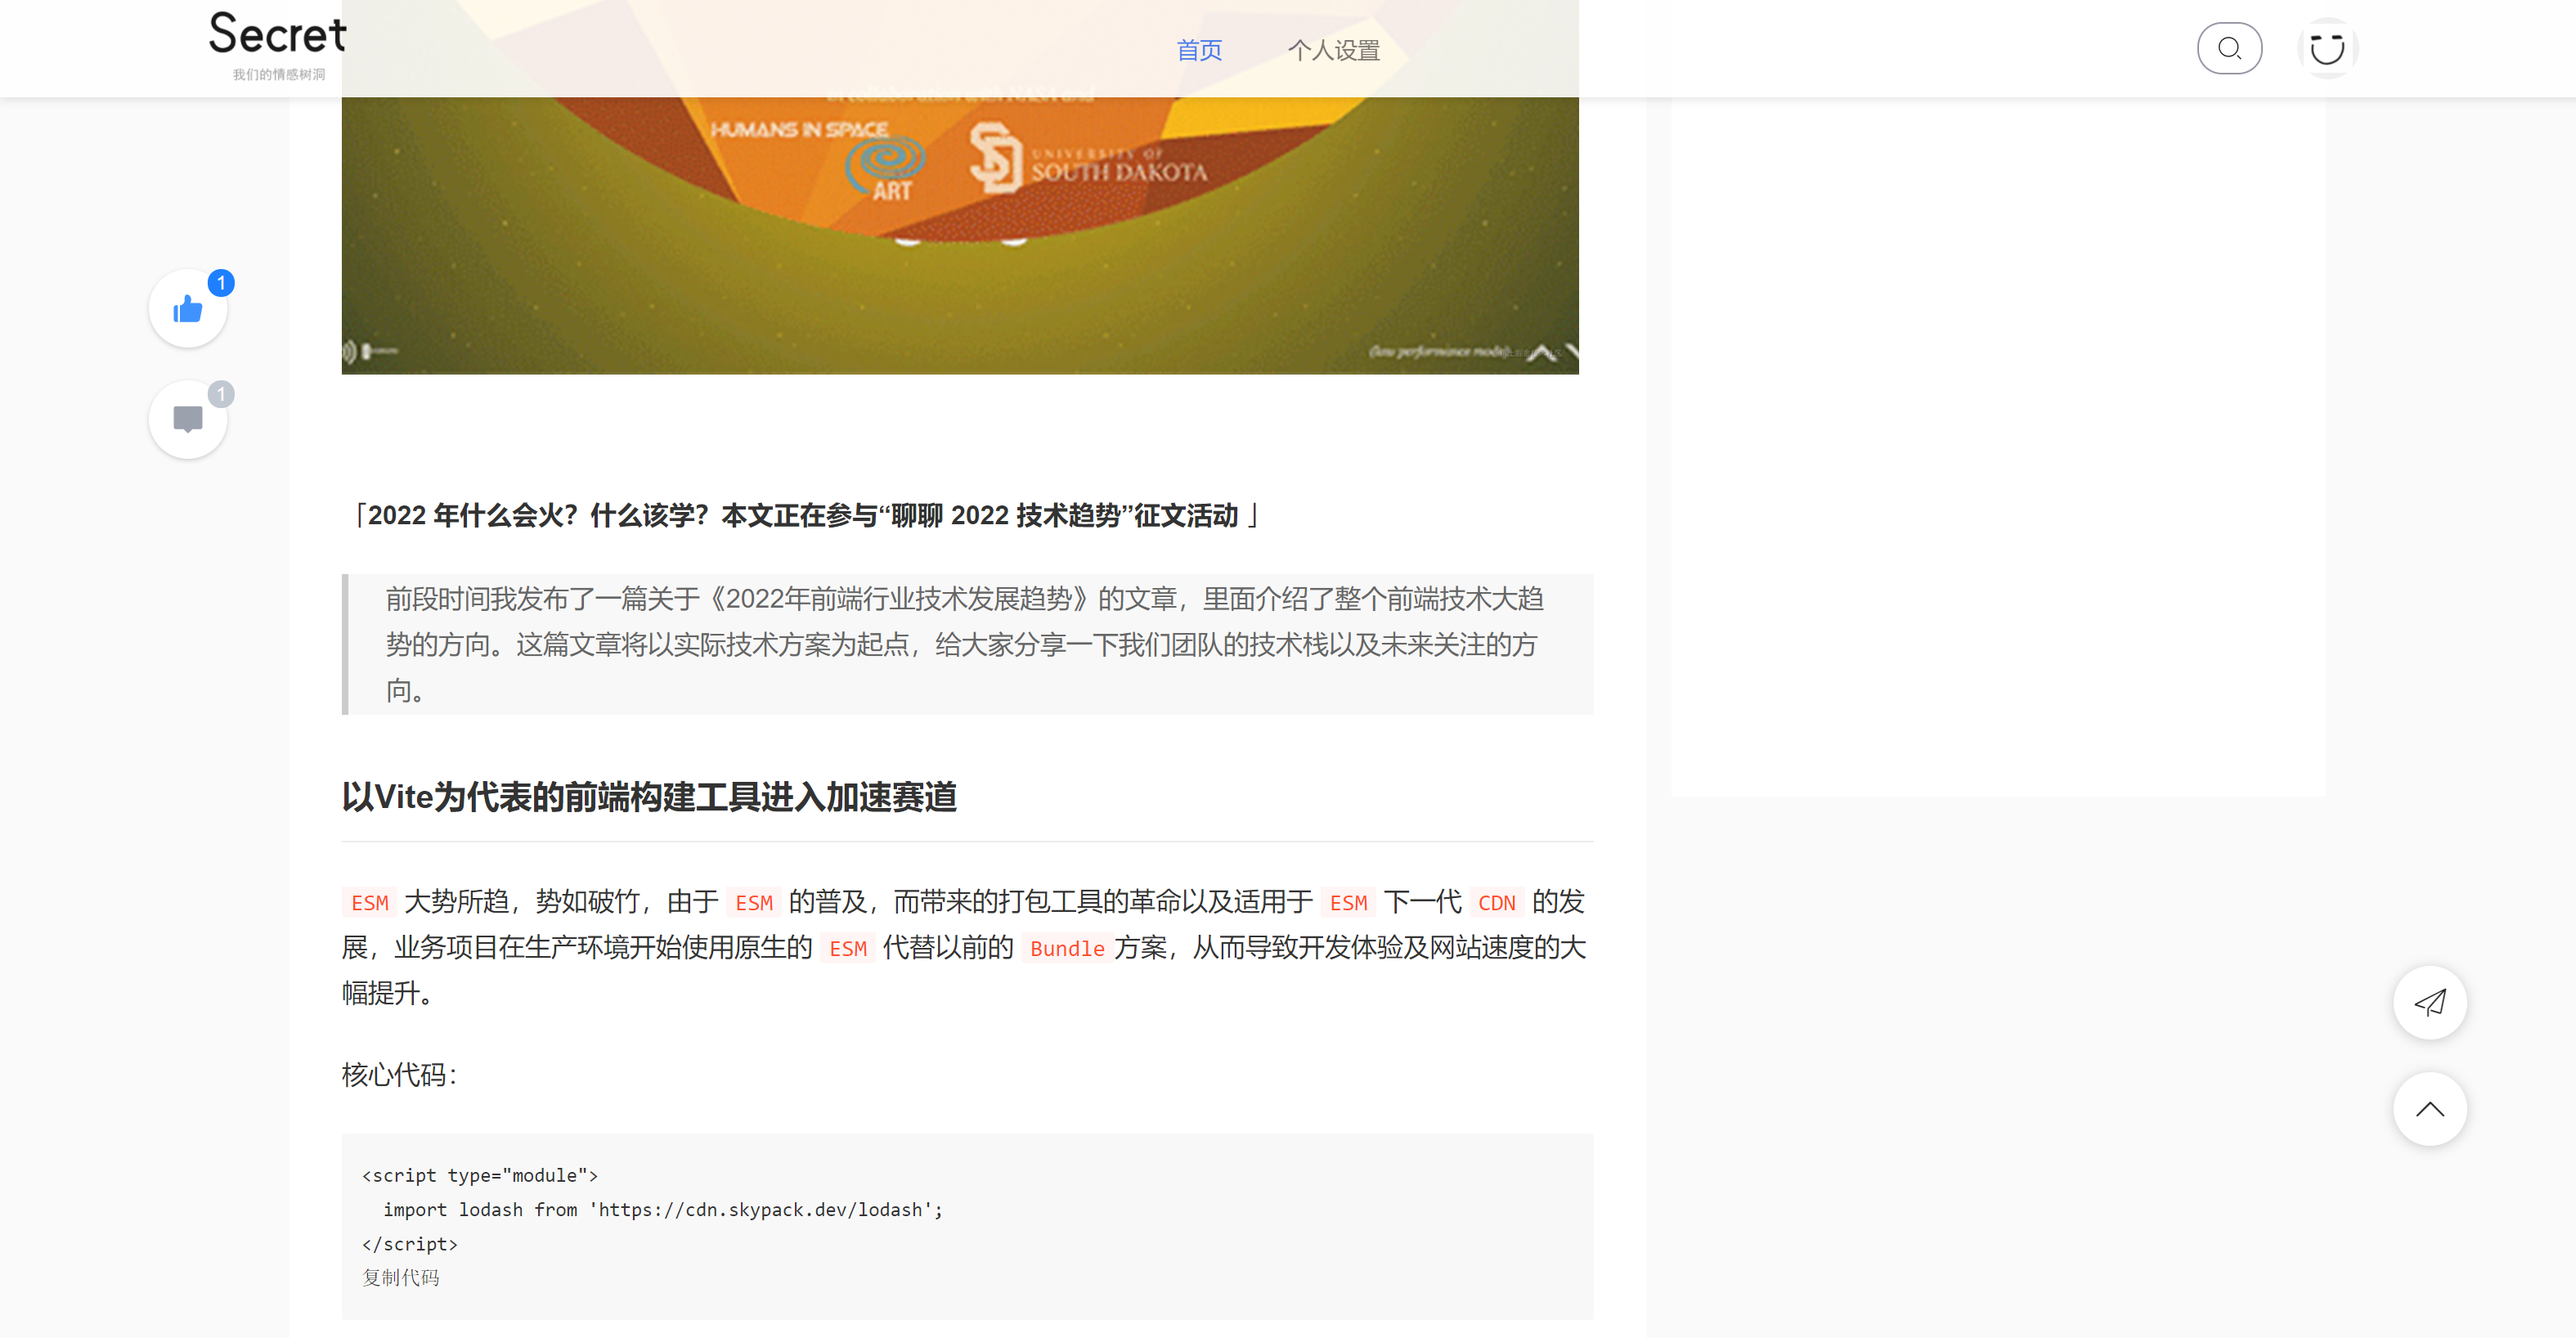 Secret
我们的情感树洞
首页
个人设置
in collaboration with NASA and
HUMANS IN SPACE
ART
UNIVERSITY OF
SOUTH DAKOTA
(low performance mode)
1
1
「2022 年什么会火？什么该学？本文正在参与“聊聊 2022 技术趋势”征文活动 」
前段时间我发布了一篇关于《2022年前端行业技术发展趋势》的文章，里面介绍了整个前端技术大趋
势的方向。这篇文章将以实际技术方案为起点，给大家分享一下我们团队的技术栈以及未来关注的方
向。
以Vite为代表的前端构建工具进入加速赛道
ESM 大势所趋，势如破竹，由于 ESM 的普及，而带来的打包工具的革命以及适用于 ESM 下一代 CDN 的发
展，业务项目在生产环境开始使用原生的 ESM 代替以前的 Bundle 方案，从而导致开发体验及网站速度的大
幅提升。
核心代码：
<script type="module">
  import lodash from 'https://cdn.skypack.dev/lodash';
</script>
复制代码